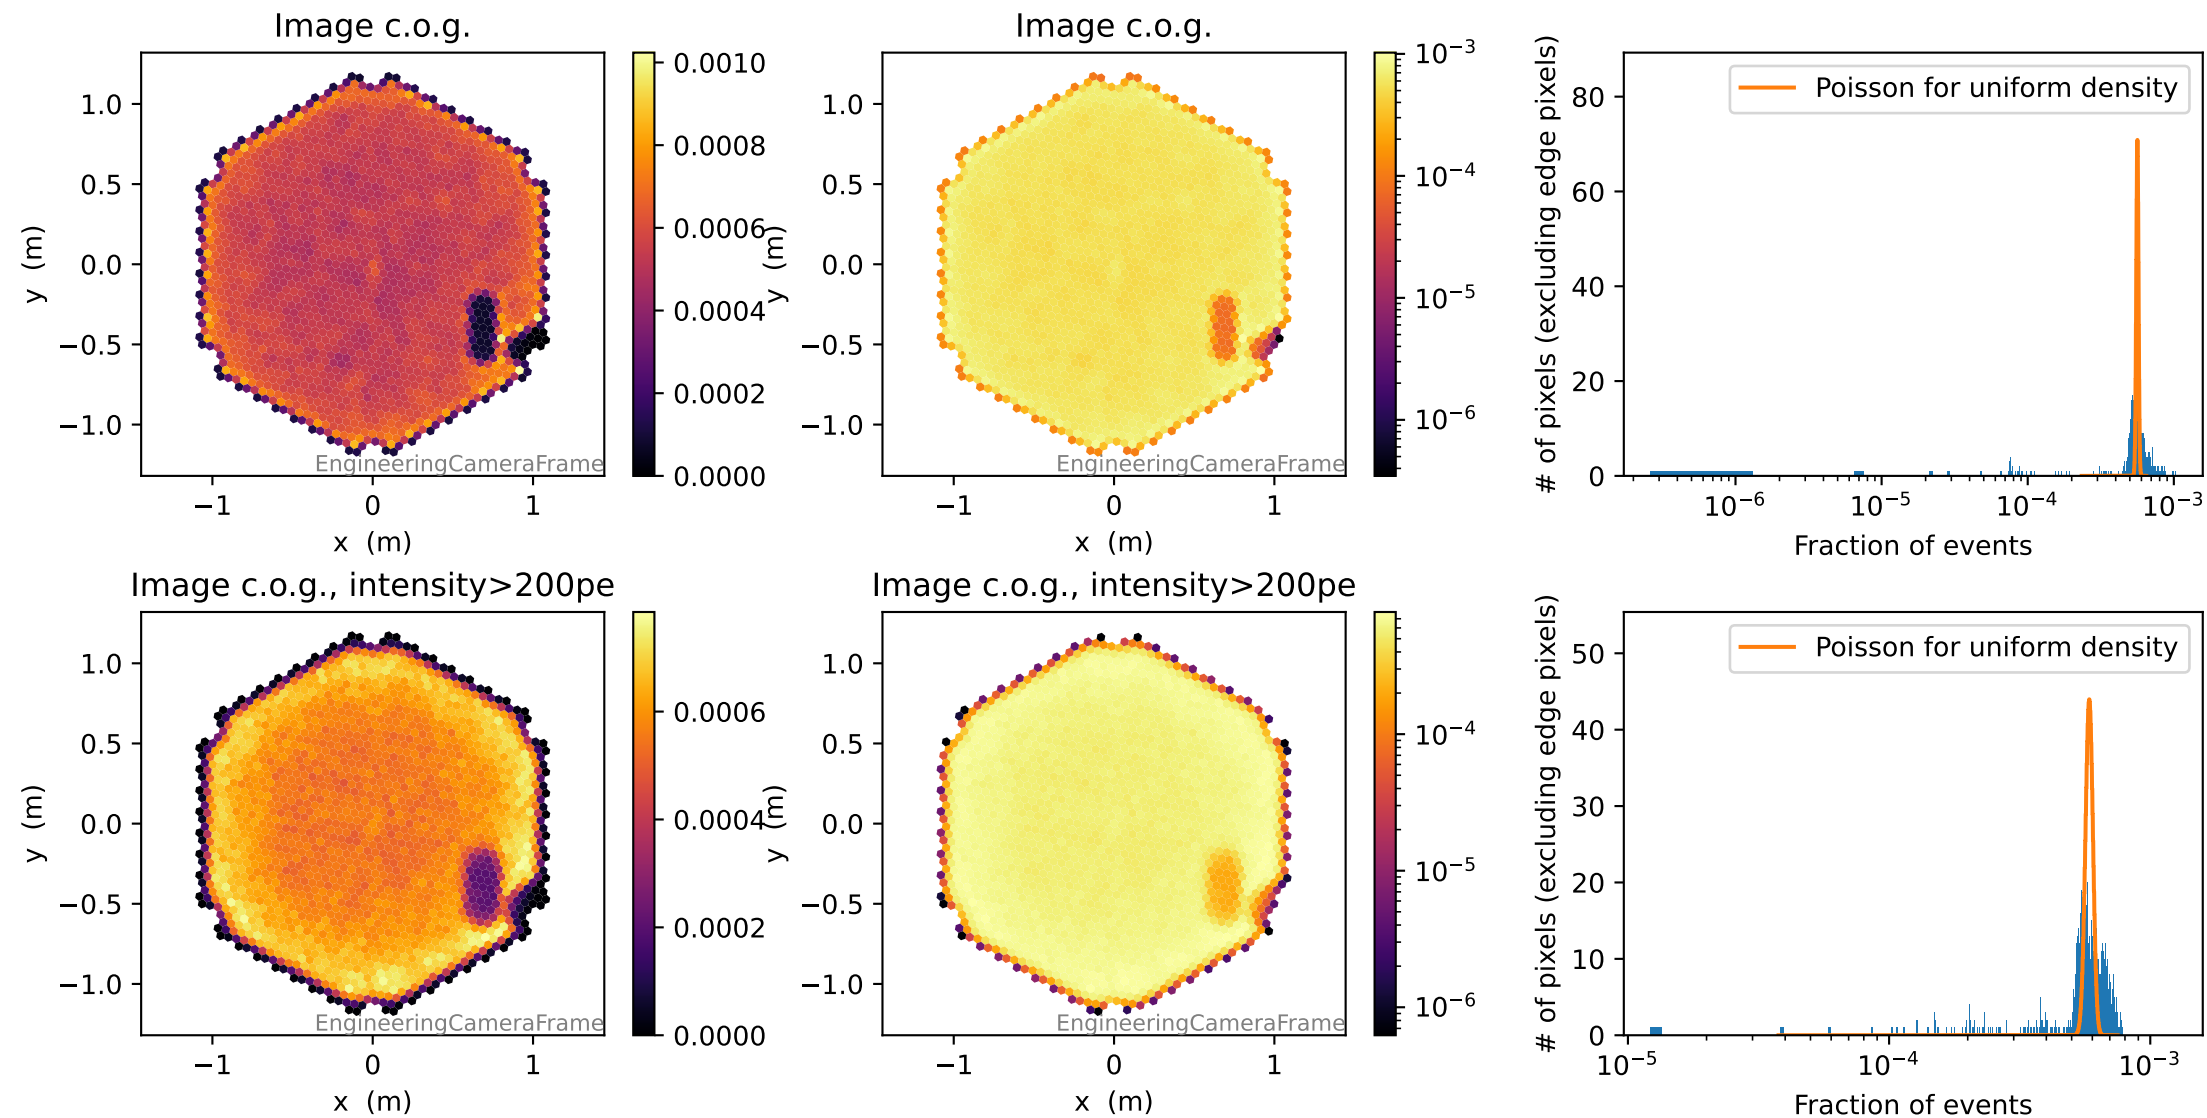 Image c.o.g.
1.0
0.5
0.0
−0.5
−1.0
y (m)
−1 0 1
x (m)
EngineeringCameraFrame
0.0010
0.0008
0.0006
0.0004
0.0002
0.0000
Image c.o.g.
1.0
0.5
0.0
−0.5
−1.0
y (m)
−1 0 1
x (m)
EngineeringCameraFrame
10⁻³
10⁻⁴
10⁻⁵
10⁻⁶
Poisson for uniform density
80
60
40
20
0
# of pixels (excluding edge pixels)
10⁻⁶ 10⁻⁵ 10⁻⁴ 10⁻³
Fraction of events
Image c.o.g., intensity>200pe
1.0
0.5
0.0
−0.5
−1.0
y (m)
−1 0 1
x (m)
EngineeringCameraFrame
0.0006
0.0004
0.0002
0.0000
Image c.o.g., intensity>200pe
1.0
0.5
0.0
−0.5
−1.0
y (m)
−1 0 1
x (m)
EngineeringCameraFrame
10⁻⁴
10⁻⁵
10⁻⁶
Poisson for uniform density
50
40
30
20
10
0
# of pixels (excluding edge pixels)
10⁻⁵ 10⁻⁴ 10⁻³
Fraction of events